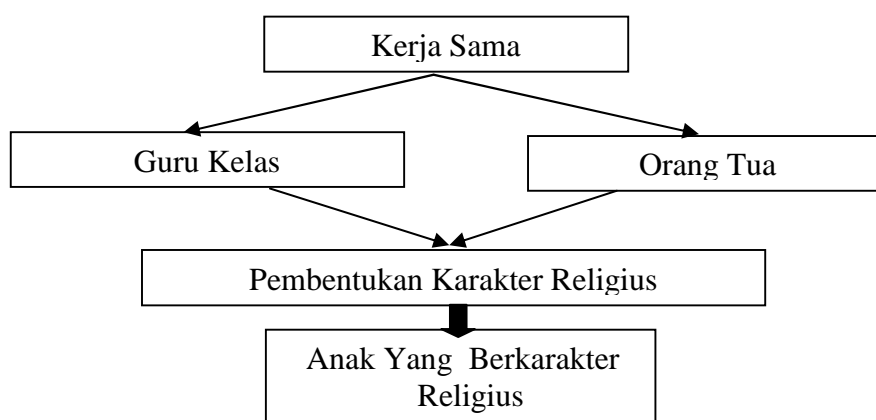 Kerja Sama
Guru Kelas
Orang Tua
Pembentukan Karakter Religius
Anak Yang Berkarakter
Religius